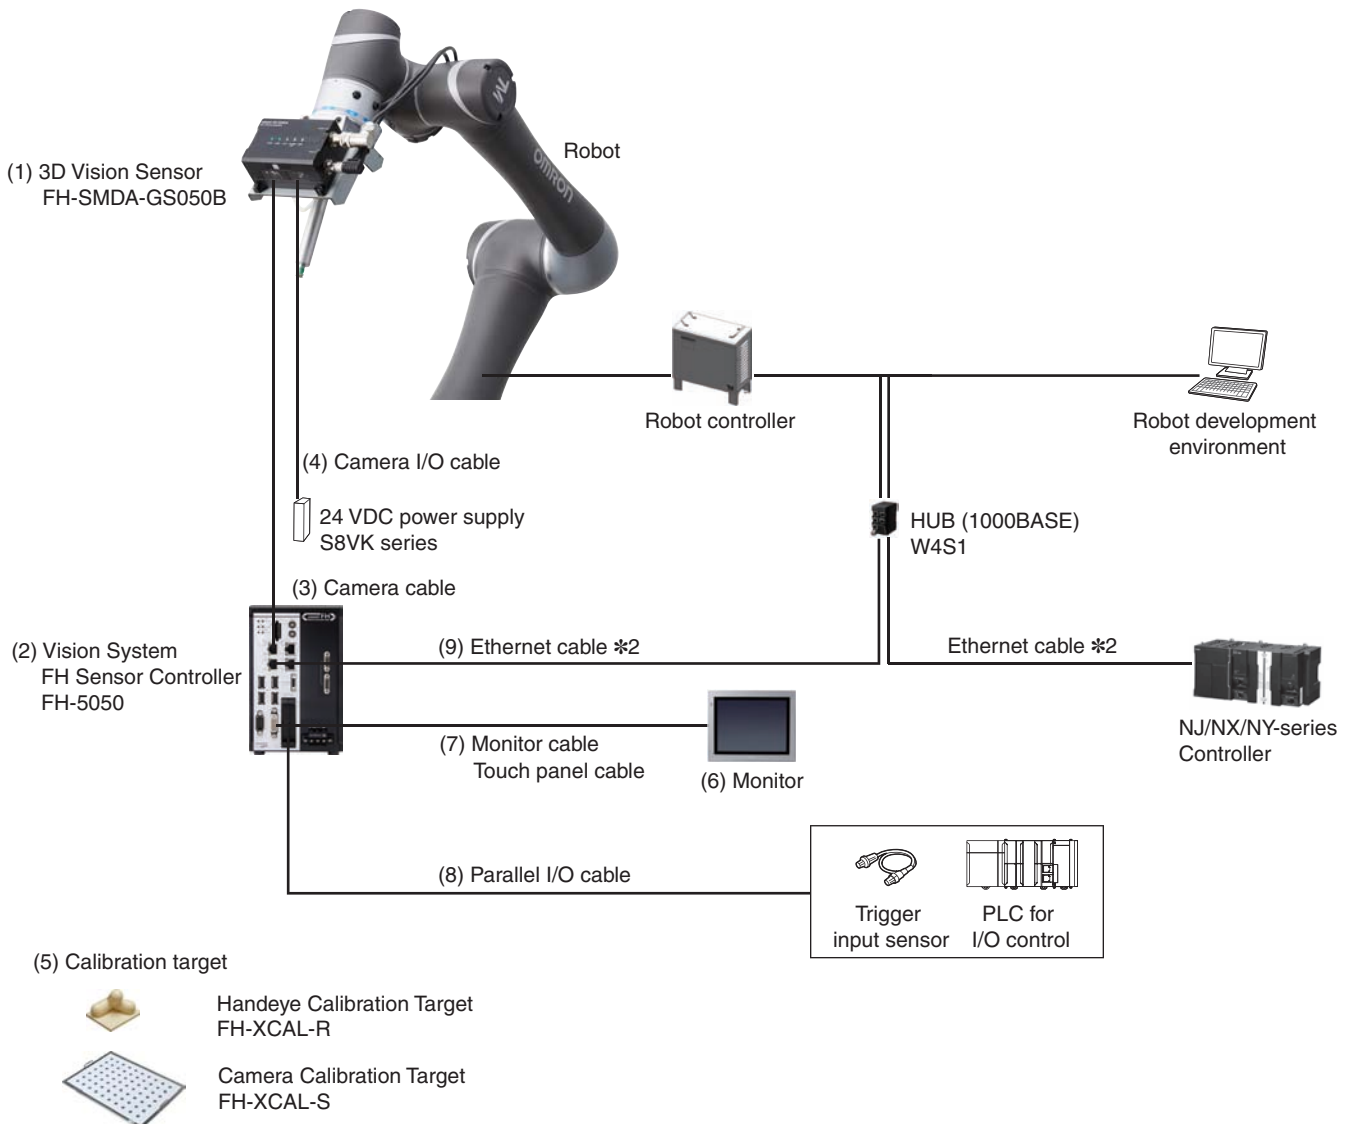 TM
OMRON
Robot
(1) 3D Vision Sensor
FH-SMDA-GS050B
Robot controller
Robot development
environment
(4) Camera I/O cable
24 VDC power supply
S8VK series
HUB (1000BASE)
W4S1
(3) Camera cable
FH
(2) Vision System
FH Sensor Controller
FH-5050
(9) Ethernet cable *2
Ethernet cable *2
NJ/NX/NY-series
Controller
(7) Monitor cable
Touch panel cable
(6) Monitor
(8) Parallel I/O cable
Trigger
input sensor
PLC for
I/O control
(5) Calibration target
Handeye Calibration Target
FH-XCAL-R
Camera Calibration Target
FH-XCAL-S